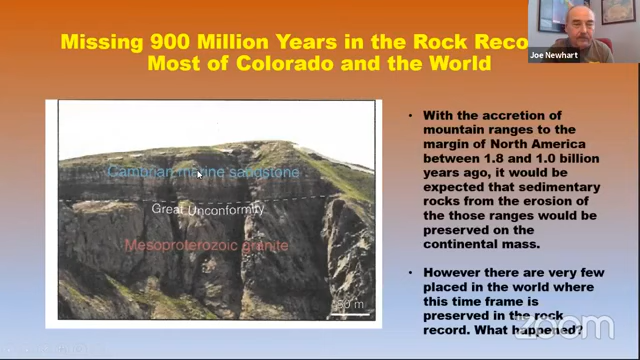 Missing 900 Million Years in the Rock Reco
Most of Colorado and the World
Joe Newhart
Cambrian marine sandstone
Great Unconformity
Mesoproterozoic granite
50 m
• With the accretion of
mountain ranges to the
margin of North America
between 1.8 and 1.0 billion
years ago, it would be
expected that sedimentary
rocks from the erosion of
the those ranges would be
preserved on the
continental mass.
• However there are very few
placed in the world where
this time frame is
preserved in the rock
record. What happened?
zoom